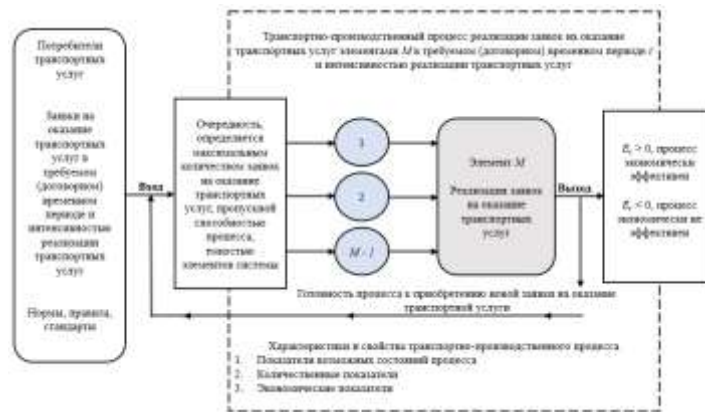 Транспортно-производственный процесс реализации заявок на оказание
транспортных услуг элементами М в требуемом (договорном) временном периоде t
и интенсивностью реализации транспортных услуг
Потребители
транспортных
услуг
Заявки на
оказание
транспортных
услуг в
требуемом
(договорном)
временном
периоде и
интенсивностью
реализации
транспортных
услуг
Нормы, правила,
стандарты
Вход
Очередность,
определяется
максимальным
количеством заявок
на оказание
транспортных
услуг, пропускной
способностью
процесса,
емкостью
элементов системы
1
2
M - 1
Элемент М
Реализация заявок
на оказание
транспортных
услуг
Выход
> 0, процесс
экономически
эффективен
< 0, процесс
экономически не
эффективен
Готовность процесса к приобретению новой заявки на оказание
транспортной услуги
Характеристики и свойства транспортно-производственного процесса
1. Показатели возможных состояний процесса
2. Количественные показатели
3. Экономические показатели